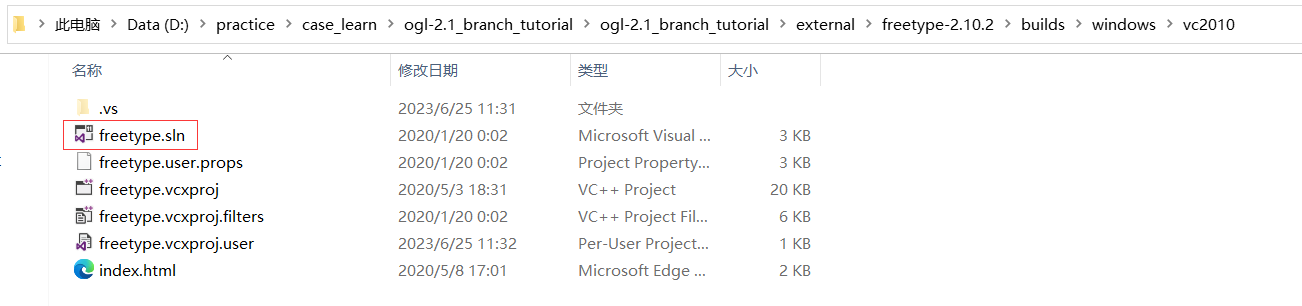 此电脑 > Data (D:) > practice > case_learn > ogl-2.1_branch_tutorial > ogl-2.1_branch_tutorial > external > freetype-2.10.2 > builds > windows > vc2010
名称 修改日期 类型 大小
.vs 2023/6/25 11:31 文件夹
freetype.sln 2020/1/20 0:02 Microsoft Visual ... 3 KB
freetype.user.props 2020/1/20 0:02 Project Property... 3 KB
freetype.vcxproj 2020/5/3 18:31 VC++ Project 20 KB
freetype.vcxproj.filters 2020/1/20 0:02 VC++ Project Fil... 6 KB
freetype.vcxproj.user 2023/6/25 11:32 Per-User Project... 1 KB
index.html 2020/5/8 17:01 Microsoft Edge ... 2 KB